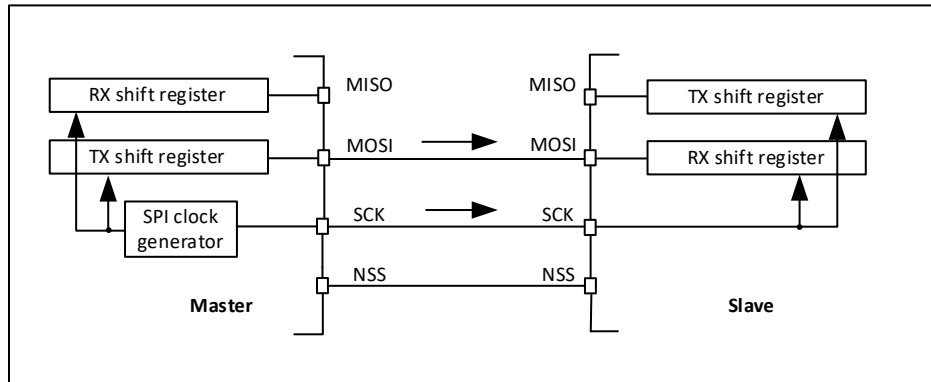 MISO
MISO
RX shift register
TX shift register
MOSI
MOSI
TX shift register
RX shift register
SCK
SCK
SPI clock
generator
NSS
NSS
Master
Slave